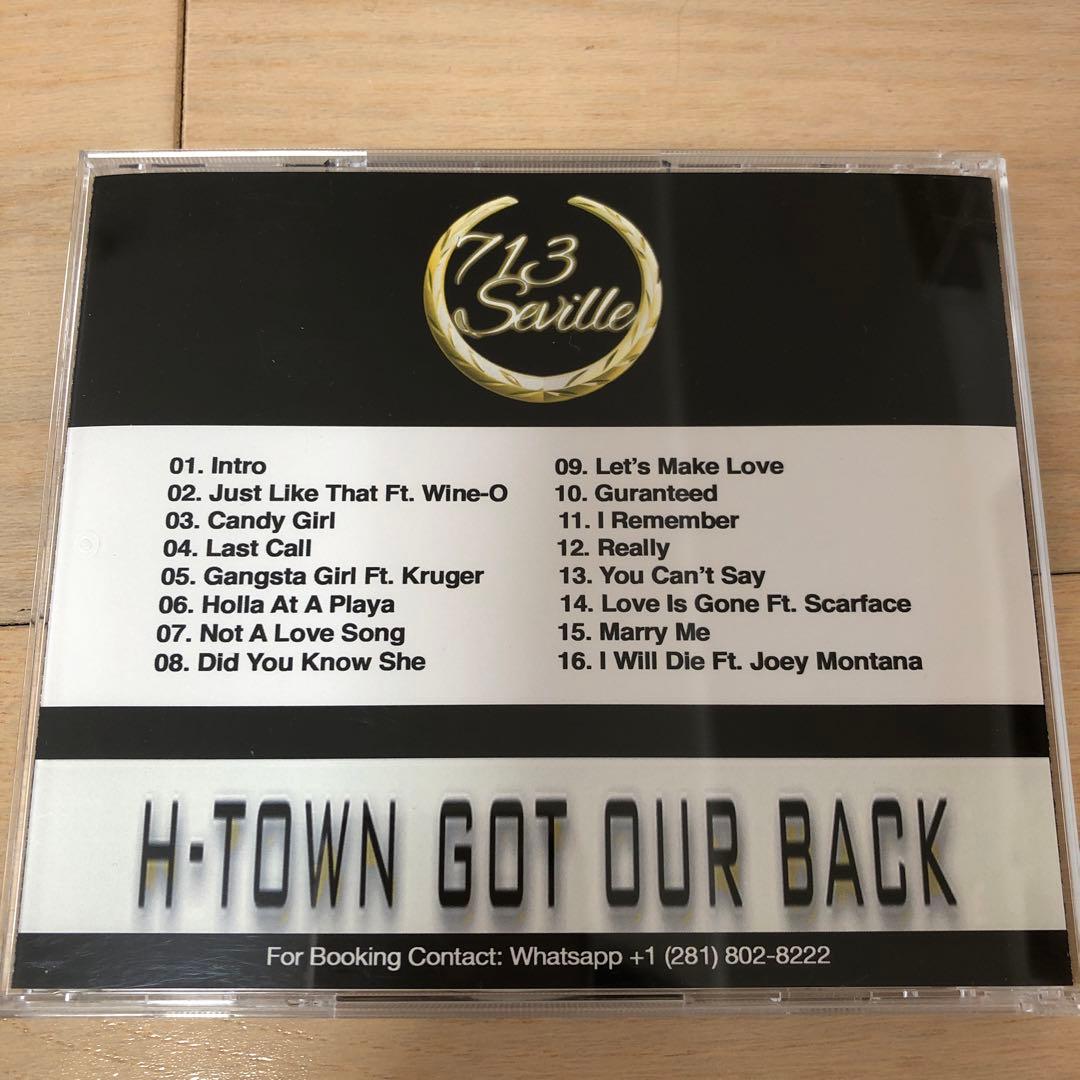 713
Seville
01. Intro
02. Just Like That Ft. Wine-O
03. Candy Girl
04. Last Call
05. Gangsta Girl Ft. Kruger
06. Holla At A Playa
07. Not A Love Song
08. Did You Know She
09. Let's Make Love
10. Guranteed
11. I Remember
12. Really
13. You Can't Say
14. Love Is Gone Ft. Scarface
15. Marry Me
16. I Will Die Ft. Joey Montana
H-TOWN GOT OUR BACK
For Booking Contact: Whatsapp +1 (281) 802-8222